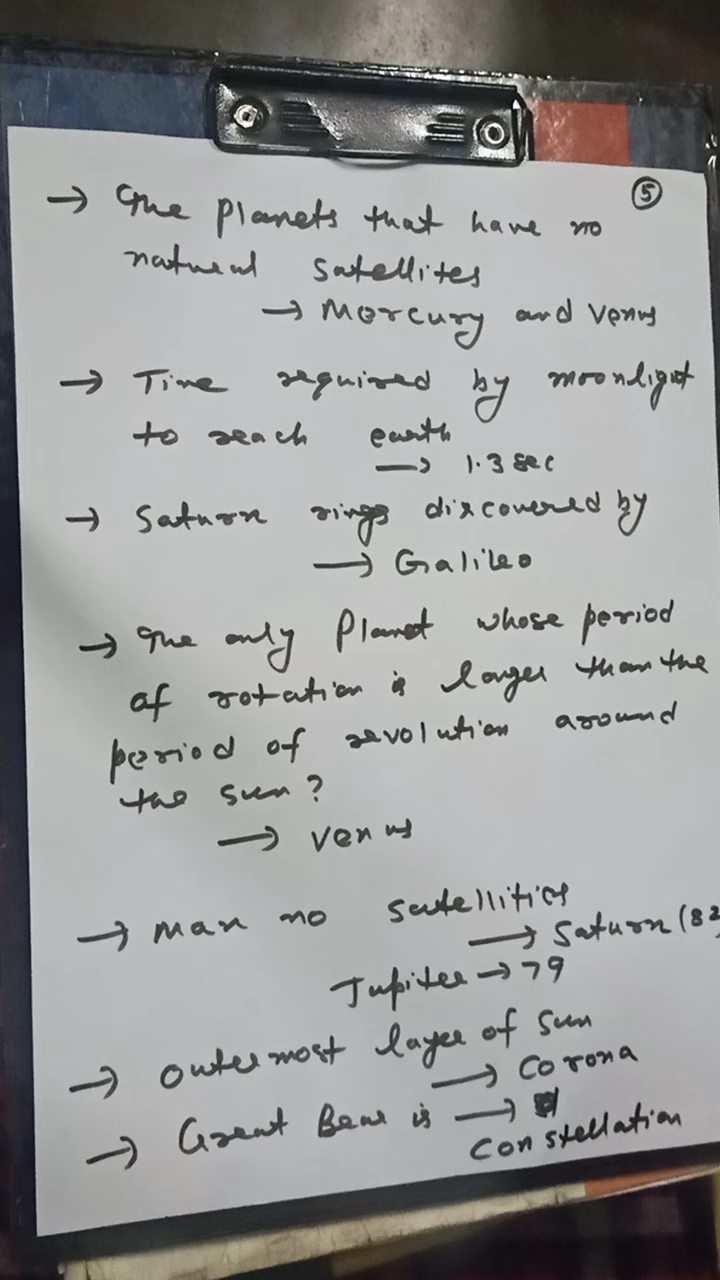 5
→ The Planets that have no
natural satellites
→ Mercury and Venus
→ Time required by moonlight
to reach earth
→ 1.3 sec
→ Saturn rings discovered by
→ Galileo
→ The only Planet whose period
of rotation is larger than the
period of revolution around
the sun?
→ Venus
→ Max no satellities
→ Saturn (82
Jupiter → 79
→ Outermost layer of Sun
→ Corona
→ Great Bear is →
Constellation